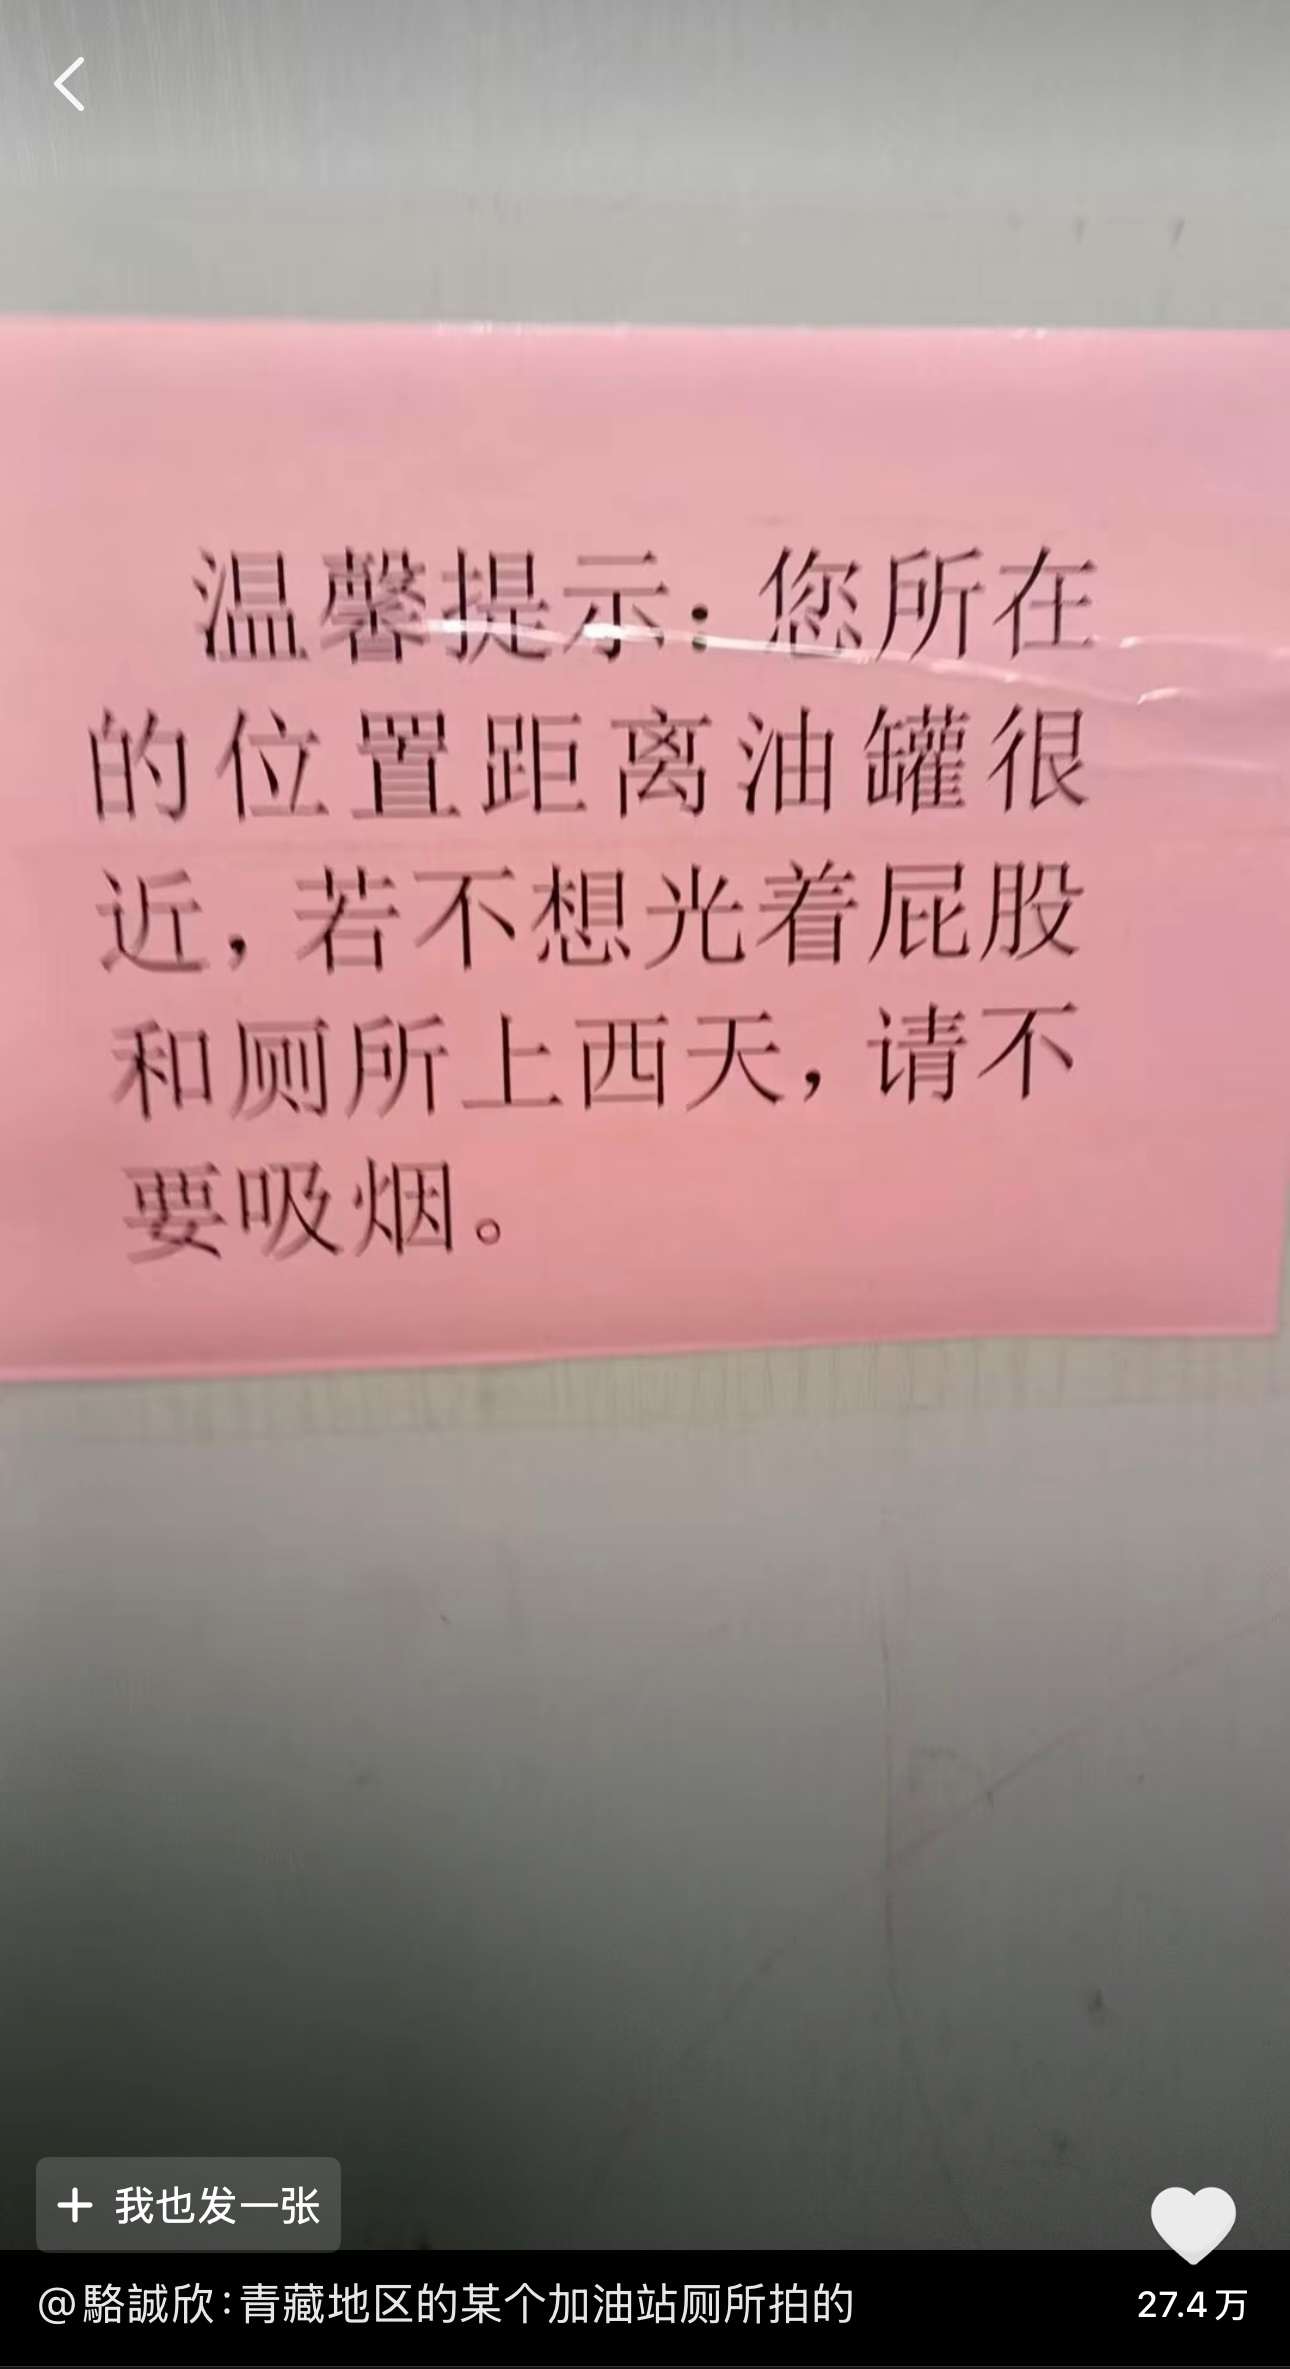 温馨提示：您所在
的位置距离油罐很
近，若不想光着屁股
和厕所上西天，请不
要吸烟。
+ 我也发一张
@駱誠欣:青藏地区的某个加油站厕所拍的
27.4万